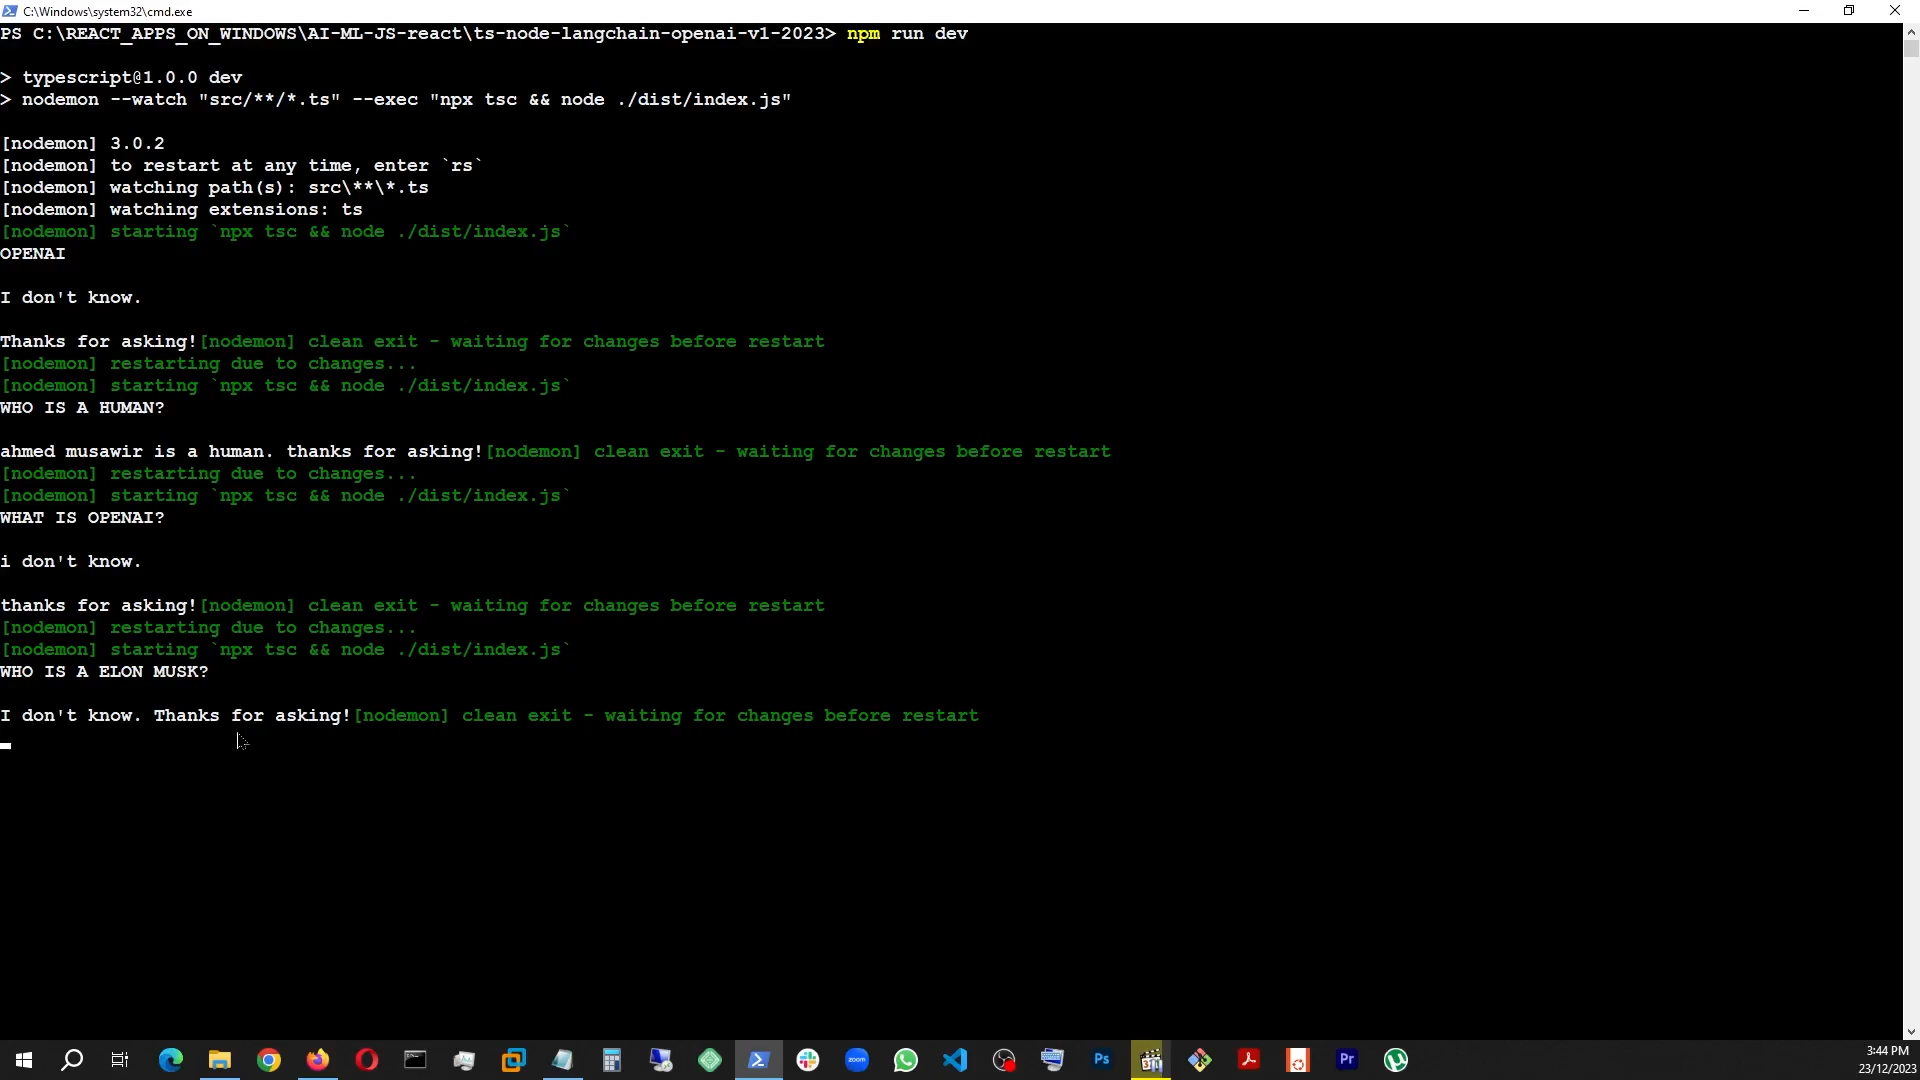 C:\Windows\system32\cmd.exe
PS C:\REACT_APPS_ON_WINDOWS\AI-ML-JS-react\ts-node-langchain-openai-v1-2023> npm run dev
> typescript@1.0.0 dev
> nodemon --watch "src/**/*.ts" --exec "npx tsc && node ./dist/index.js"
[nodemon] 3.0.2
[nodemon] to restart at any time, enter `rs`
[nodemon] watching path(s): src\**\*.ts
[nodemon] watching extensions: ts
[nodemon] starting `npx tsc && node ./dist/index.js`
OPENAI
I don't know.
Thanks for asking![nodemon] clean exit - waiting for changes before restart
[nodemon] restarting due to changes...
[nodemon] starting `npx tsc && node ./dist/index.js`
WHO IS A HUMAN?
ahmed musawir is a human. thanks for asking![nodemon] clean exit - waiting for changes before restart
[nodemon] restarting due to changes...
[nodemon] starting `npx tsc && node ./dist/index.js`
WHAT IS OPENAI?
i don't know.
thanks for asking![nodemon] clean exit - waiting for changes before restart
[nodemon] restarting due to changes...
[nodemon] starting `npx tsc && node ./dist/index.js`
WHO IS A ELON MUSK?
I don't know. Thanks for asking![nodemon] clean exit - waiting for changes before restart
zoom
Ps
Pr
3:44 PM
23/12/2023